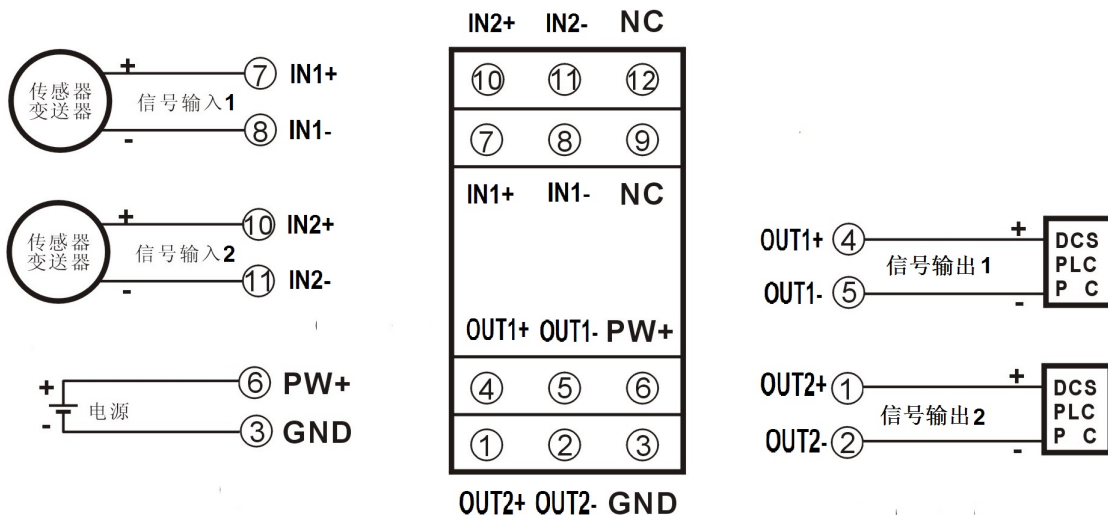 传感器
变送器
+
-
信号输入1
⑦ IN1+
⑧ IN1-
传感器
变送器
+
-
信号输入2
⑩ IN2+
⑪ IN2-
+
-
电源
⑥ PW+
③ GND
IN2+ IN2- NC
⑩ ⑪ ⑫
⑦ ⑧ ⑨
IN1+ IN1- NC
OUT1+ OUT1- PW+
④ ⑤ ⑥
① ② ③
OUT2+ OUT2- GND
OUT1+ ④
OUT1- ⑤
信号输出1
+
-
DCS
PLC
P C
OUT2+ ①
OUT2- ②
信号输出2
+
-
DCS
PLC
P C